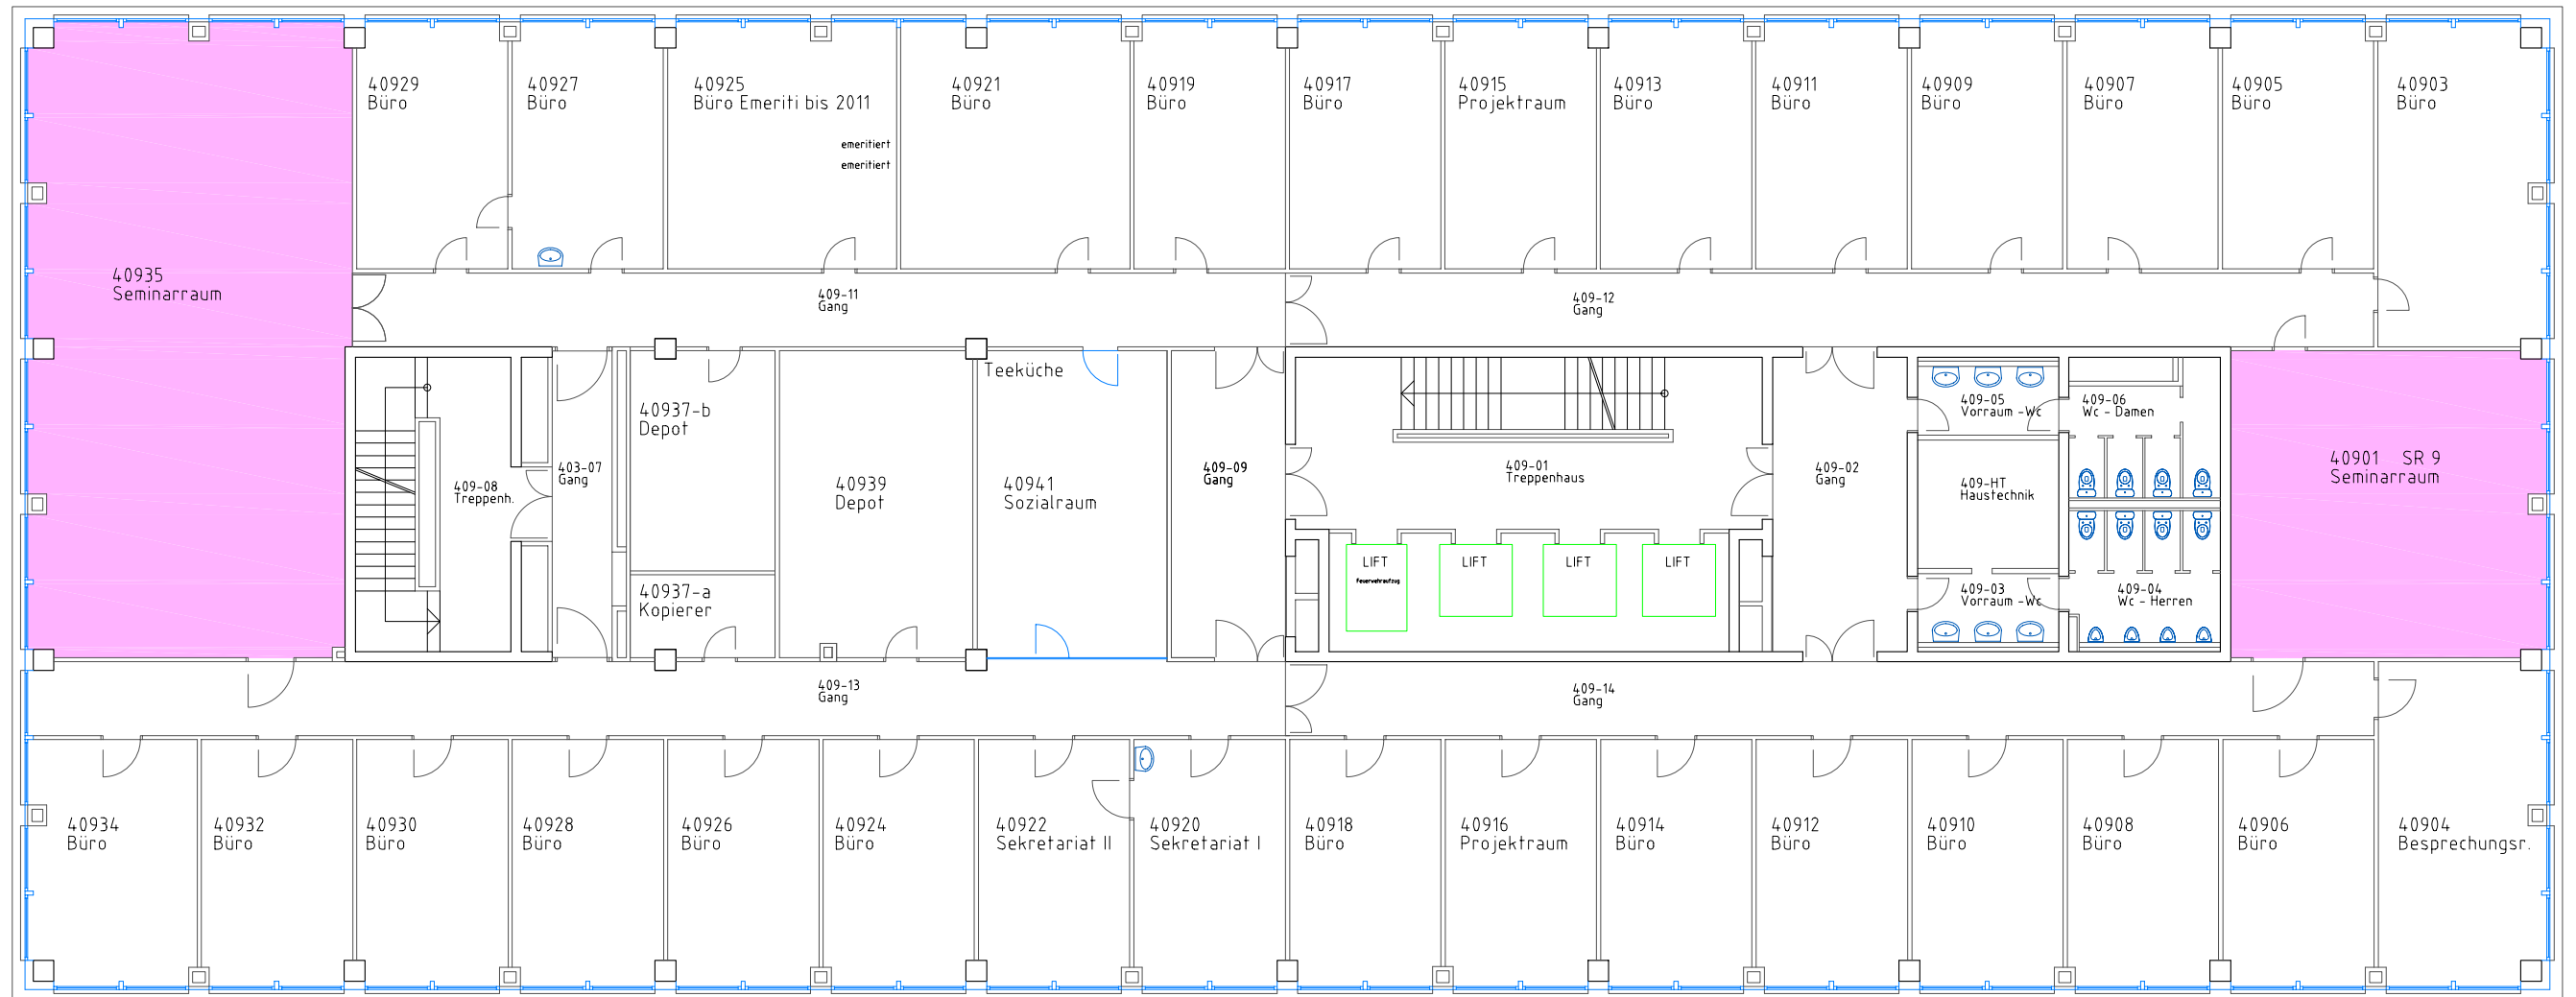 40929
Büro
40927
Büro
40925
Büro Emeriti bis 2011
emeritiert
emeritiert
40921
Büro
40919
Büro
40917
Büro
40915
Projektraum
40913
Büro
40911
Büro
40909
Büro
40907
Büro
40905
Büro
40903
Büro
40935
Seminarraum
409-11
Gang
409-12
Gang
Teeküche
40937-b
Depot
409-05
Vorraum -Wc
409-06
Wc - Damen
409-08
Treppenh.
403-07
Gang
40939
Depot
40941
Sozialraum
409-09
Gang
409-01
Treppenhaus
409-02
Gang
409-HT
Haustechnik
40901 SR 9
Seminarraum
40937-a
Kopierer
LIFT
Feuerwehraufzug
LIFT
LIFT
LIFT
409-03
Vorraum -Wc
409-04
Wc - Herren
409-13
Gang
409-14
Gang
40934
Büro
40932
Büro
40930
Büro
40928
Büro
40926
Büro
40924
Büro
40922
Sekretariat II
40920
Sekretariat I
40918
Büro
40916
Projektraum
40914
Büro
40912
Büro
40910
Büro
40908
Büro
40906
Büro
40904
Besprechungsr.